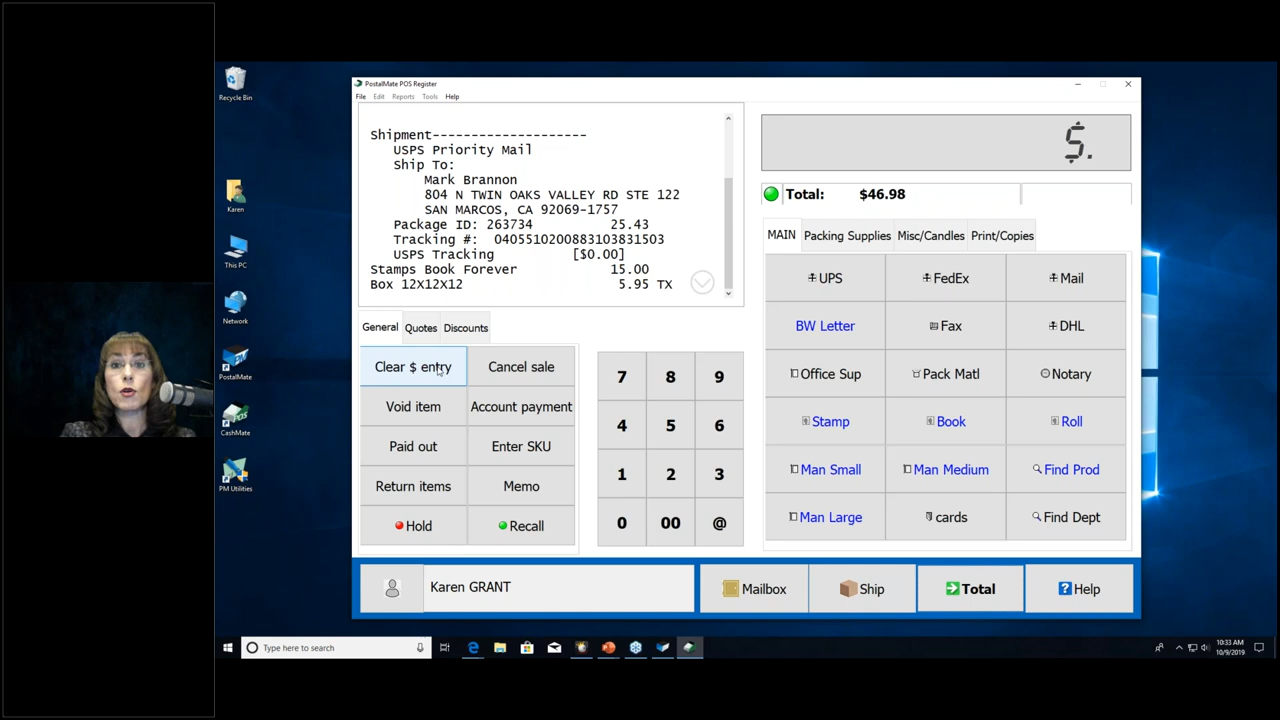 Recycle Bin
Karen
This PC
Network
PostalMate
CashMate
PM Utilities
PostalMate POS Register
File Edit Reports Tools Help
Shipment--------------------
USPS Priority Mail
Ship To:
Mark Brannon
804 N TWIN OAKS VALLEY RD STE 122
SAN MARCOS, CA 92069-1757
Package ID: 263734 25.43
Tracking #: 0405510200883103831503
USPS Tracking [$0.00]
Stamps Book Forever 15.00
Box 12X12X12 5.95 TX
$.
Total: $46.98
General Quotes Discounts
Clear $ entry Cancel sale
Void item Account payment
Paid out Enter SKU
Return items Memo
Hold Recall
7 8 9
4 5 6
1 2 3
0 00 @
MAIN Packing Supplies Misc/Candles Print/Copies
UPS FedEx Mail
BW Letter Fax DHL
Office Sup Pack Matl Notary
Stamp Book Roll
Man Small Man Medium Find Prod
Man Large cards Find Dept
Karen GRANT Mailbox Ship Total Help
Type here to search
10:33 AM
10/9/2019